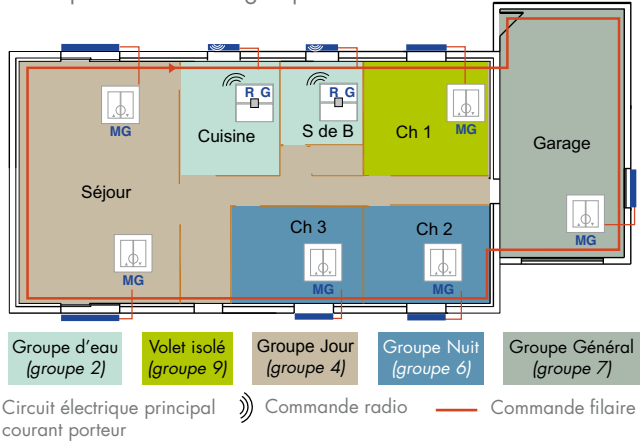 R G
R G
MG
Cuisine
S de B
Ch 1
MG
Garage
Séjour
Ch 3
Ch 2
MG
MG
MG
MG
Groupe d'eau
(groupe 2)
Volet isolé
(groupe 9)
Groupe Jour
(groupe 4)
Groupe Nuit
(groupe 6)
Groupe Général
(groupe 7)
Circuit électrique principal
courant porteur
Commande radio
Commande filaire